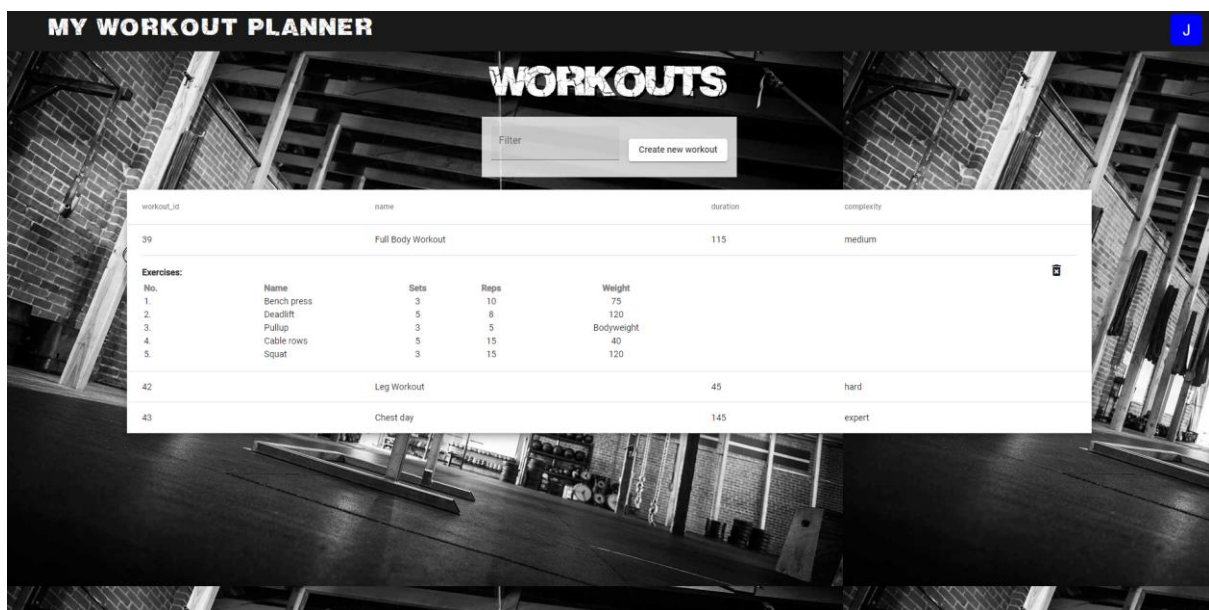 MY WORKOUT PLANNER J
WORKOUTS
Filter Create new workout
workout_id name duration complexity
39 Full Body Workout 115 medium
Exercises:
No. Name Sets Reps Weight
1. Bench press 3 10 75
2. Deadlift 5 8 120
3. Pullup 3 5 Bodyweight
4. Cable rows 5 15 40
5. Squat 3 15 120
42 Leg Workout 45 hard
43 Chest day 145 expert